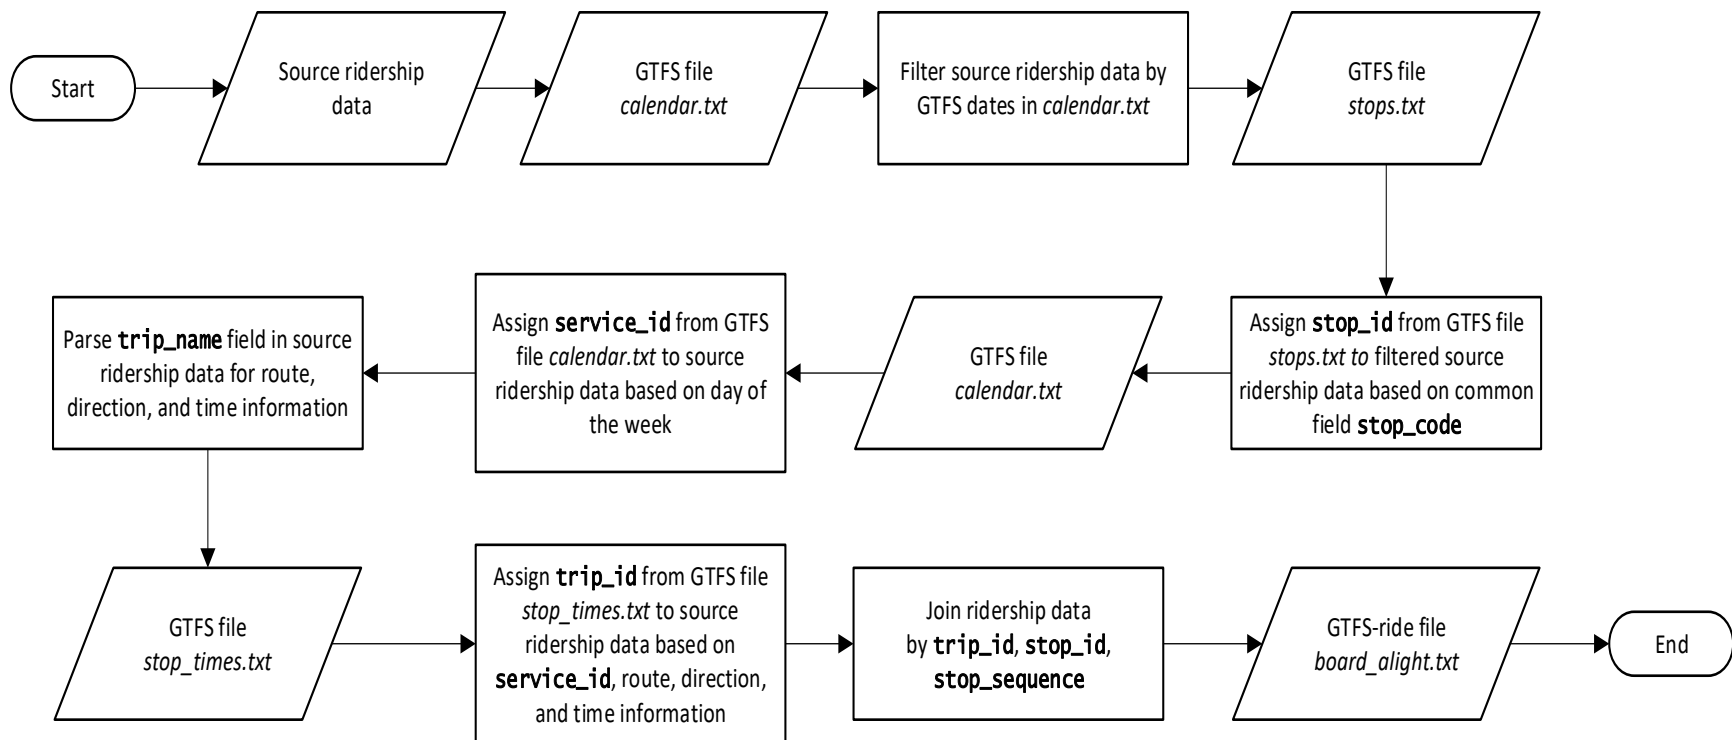 Start
Source ridership
data
GTFS file
calendar.txt
Filter source ridership data by
GTFS dates in calendar.txt
GTFS file
stops.txt
Assign stop_id from GTFS file
stops.txt to filtered source
ridership data based on common
field stop_code
GTFS file
calendar.txt
Assign service_id from GTFS
file calendar.txt to source
ridership data based on day of
the week
Parse trip_name field in source
ridership data for route,
direction, and time information
GTFS file
stop_times.txt
Assign trip_id from GTFS file
stop_times.txt to source
ridership data based on
service_id, route, direction,
and time information
Join ridership data
by trip_id, stop_id,
stop_sequence
GTFS-ride file
board_alight.txt
End